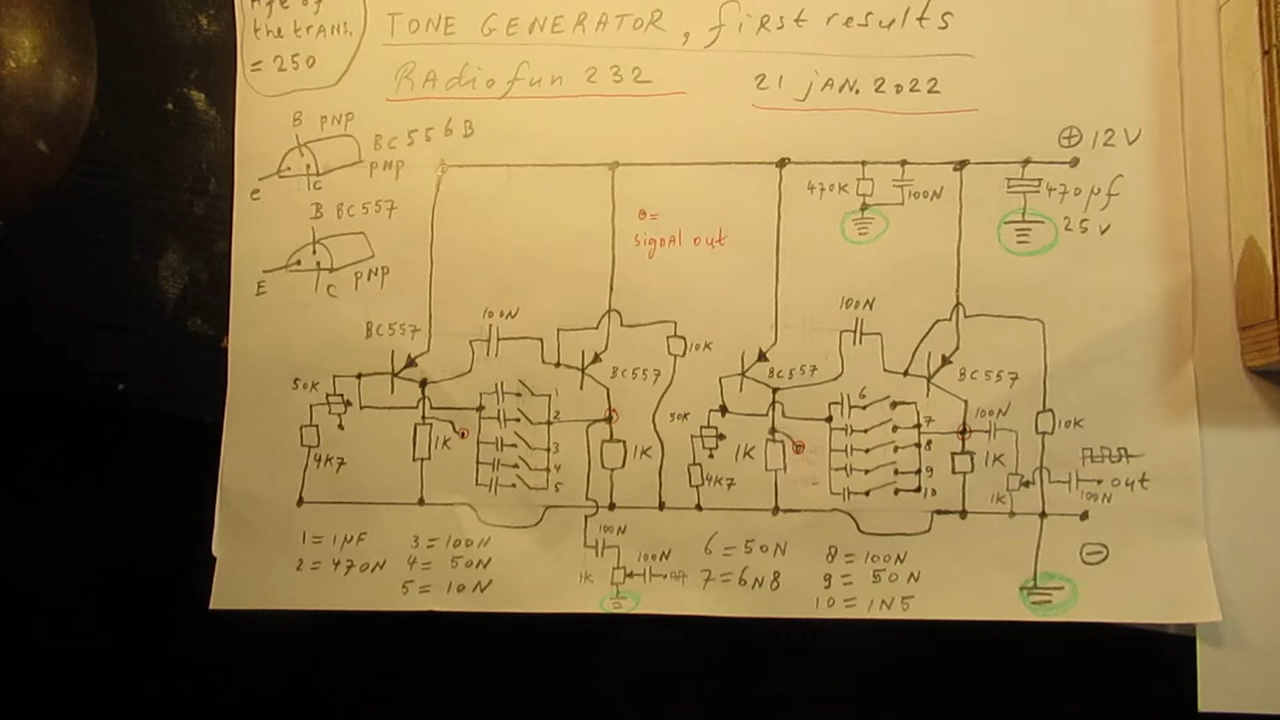 Hfe of
the trans.
= 250
TONE GENERATOR, first results
RAdiofun 232
21 jAN. 2022
B PNP
BC556B
PNP
e
C
B BC557
E
C
PNP
+ 12V
470K
100N
470µf
25V
=
signal out
100N
100N
BC557
10K
BC557
BC557
BC557
50K
4K7
1K
1
2
3
4
5
1K
50K
4K7
1K
6
7
8
9
10
100N
1K
10K
1K
100N
out
100N
100N
1K
1 = 1µF
2 = 470N
3 = 100N
4 = 50N
5 = 10N
6 = 50N
7 = 6N8
8 = 100N
9 = 50N
10 = 1N5
−